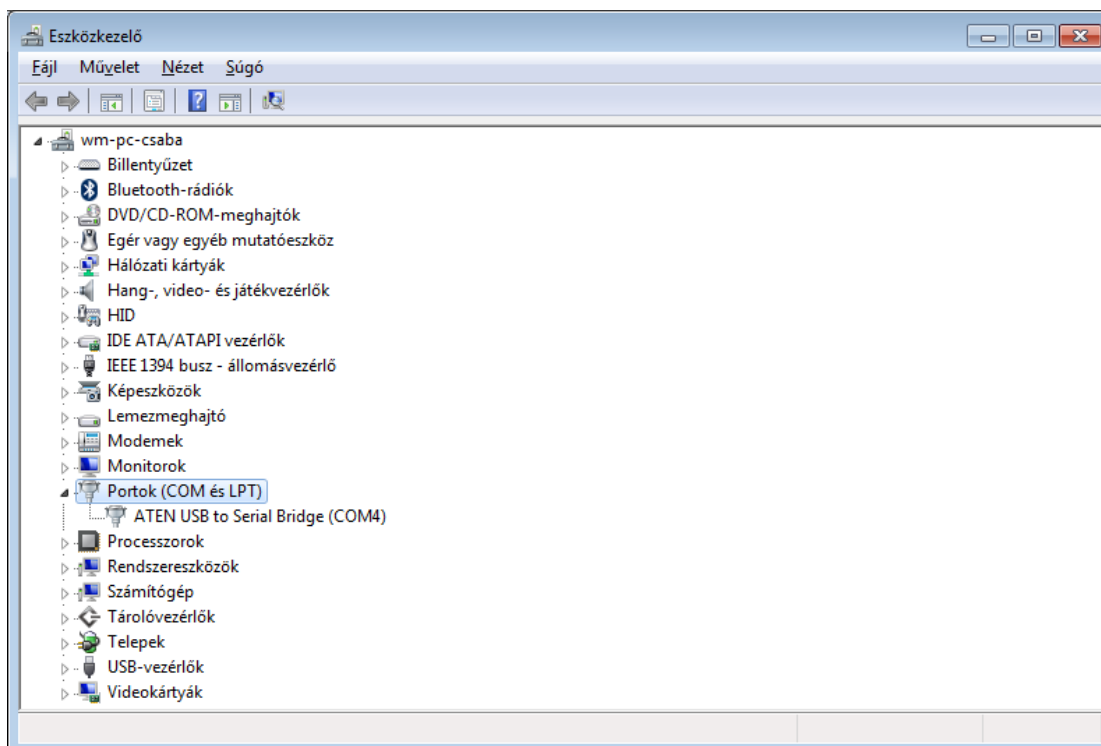 Eszközkezelő
Fájl Művelet Nézet Súgó
wm-pc-csaba
Billentyűzet
Bluetooth-rádiók
DVD/CD-ROM-meghajtók
Egér vagy egyéb mutatóeszköz
Hálózati kártyák
Hang-, video- és játékvezérlők
HID
IDE ATA/ATAPI vezérlők
IEEE 1394 busz - állomásvezérlő
Képeszközök
Lemezmeghajtó
Modemek
Monitorok
Portok (COM és LPT)
ATEN USB to Serial Bridge (COM4)
Processzorok
Rendszereszközök
Számítógép
Tárolóvezérlők
Telepek
USB-vezérlők
Videokártyák